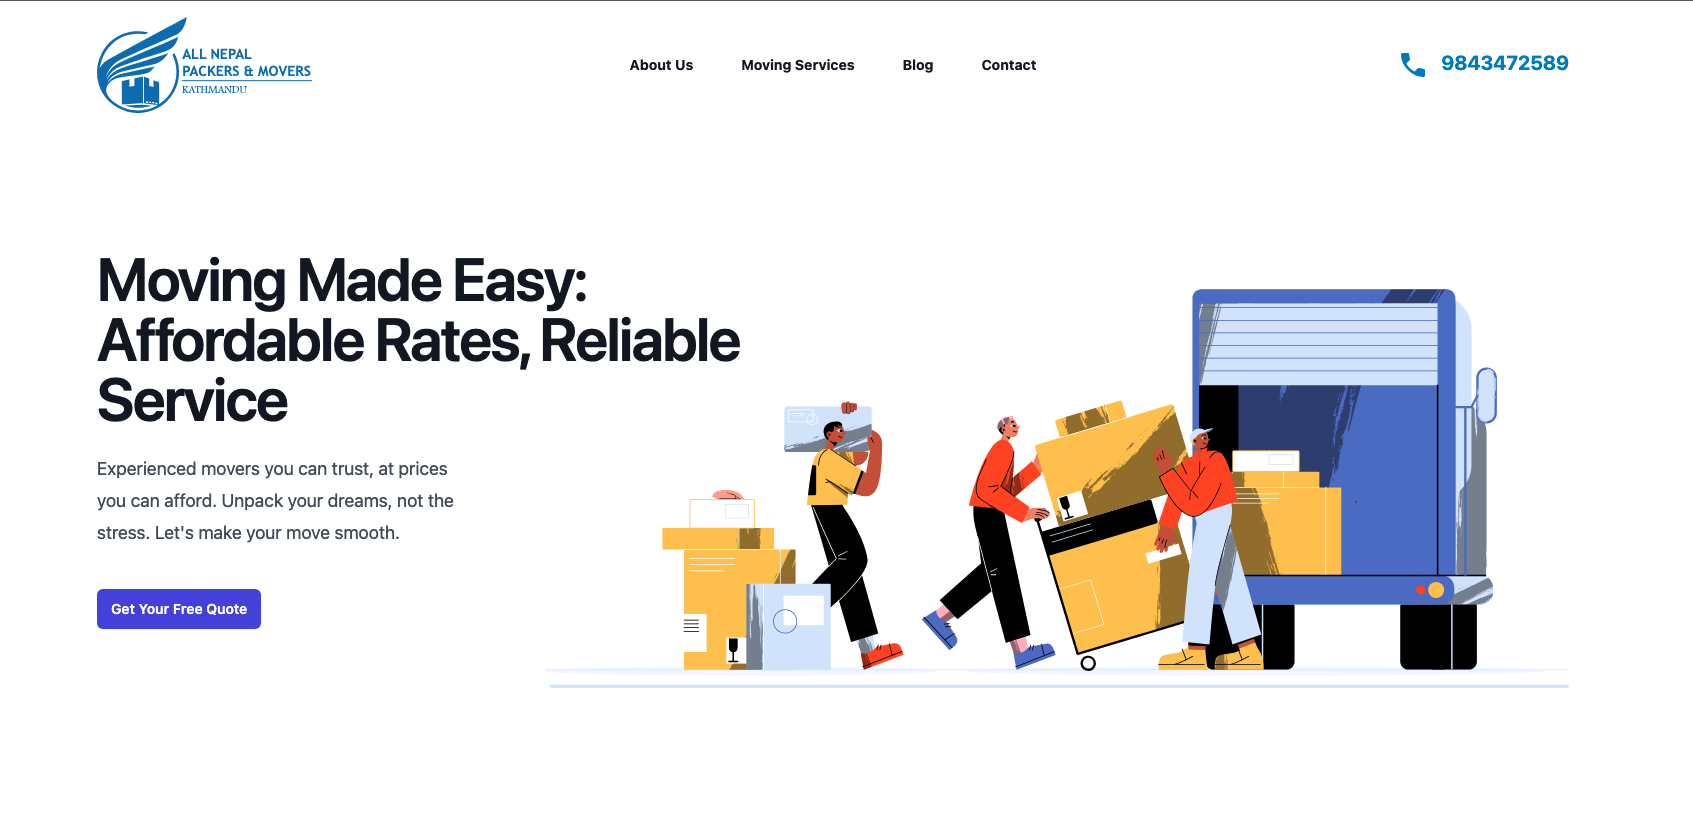 ALL NEPAL
PACKERS & MOVERS
KATHMANDU
About Us
Moving Services
Blog
Contact
9843472589
Moving Made Easy:
Affordable Rates, Reliable
Service
Experienced movers you can trust, at prices
you can afford. Unpack your dreams, not the
stress. Let's make your move smooth.
Get Your Free Quote